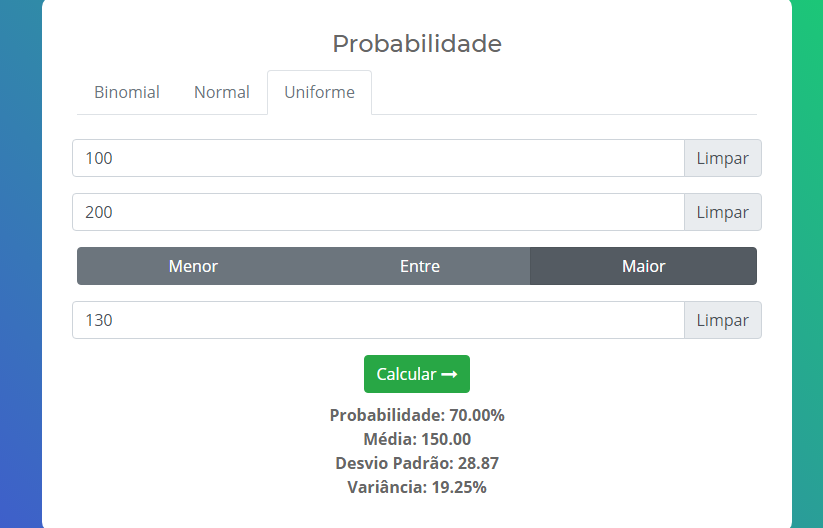 Probabilidade
Binomial Normal Uniforme
100 Limpar
200 Limpar
Menor Entre Maior
130 Limpar
Calcular ➞
Probabilidade: 70.00%
Média: 150.00
Desvio Padrão: 28.87
Variância: 19.25%